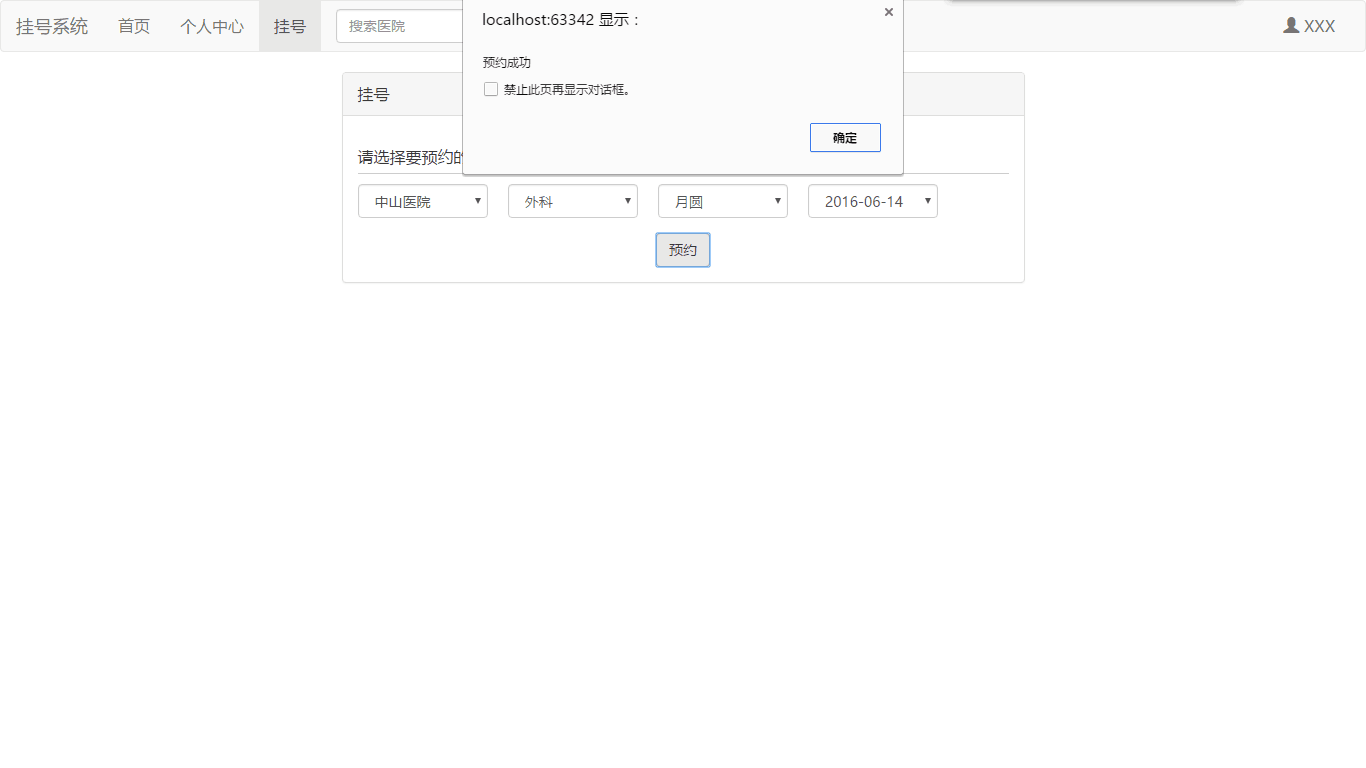 挂号系统 首页 个人中心 挂号 搜索医院 XXX
localhost:63342 显示：
预约成功
禁止此页再显示对话框。
确定
挂号
请选择要预约的
中山医院 外科 月圆 2016-06-14
预约